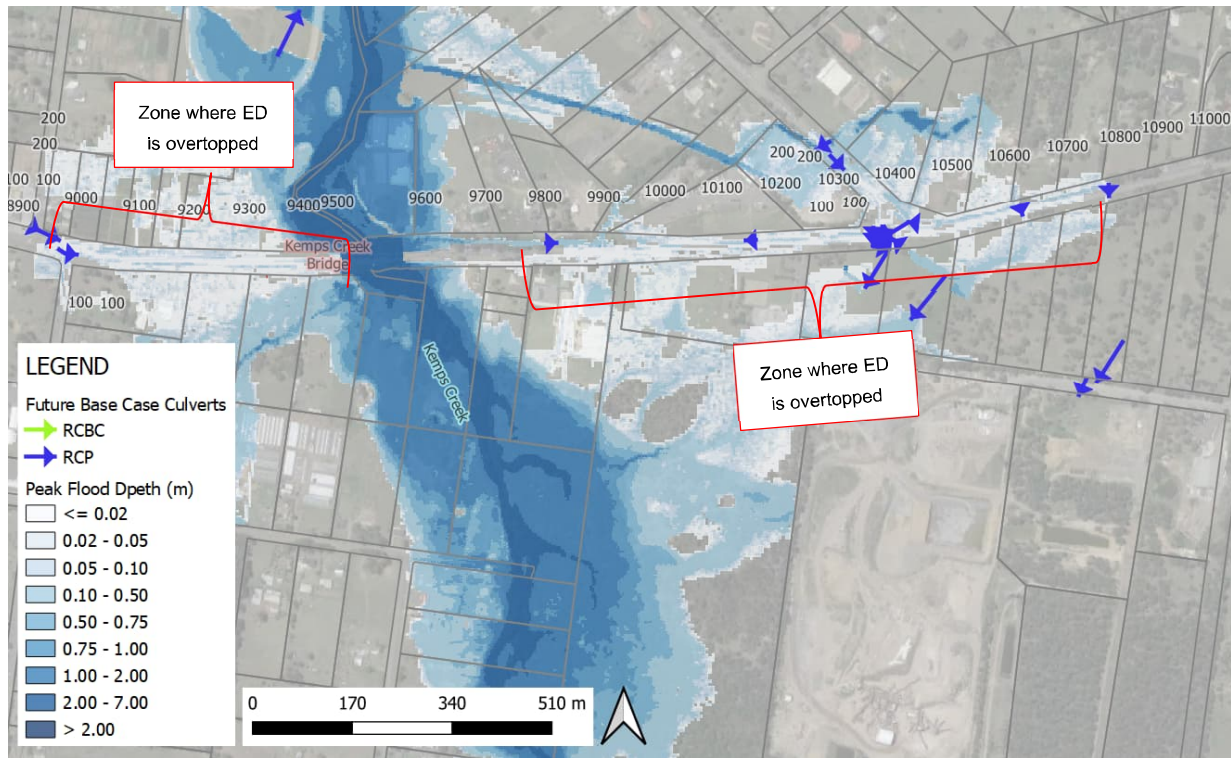 200
200
Zone where ED
is overtopped
100 100
8900
9000
9100
9200
9300
9400
9500
9600
9700
9800
9900
10000
10100
10200
10300
10400
10500
10600
10700
10800
10900
11000
200 200
100 100
100 100
Kemps Creek
Bridge
Kemps Creek
Zone where ED
is overtopped
LEGEND
Future Base Case Culverts
RCBC
RCP
Peak Flood Dpeth (m)
<= 0.02
0.02 - 0.05
0.05 - 0.10
0.10 - 0.50
0.50 - 0.75
0.75 - 1.00
1.00 - 2.00
2.00 - 7.00
> 2.00
0 170 340 510 m